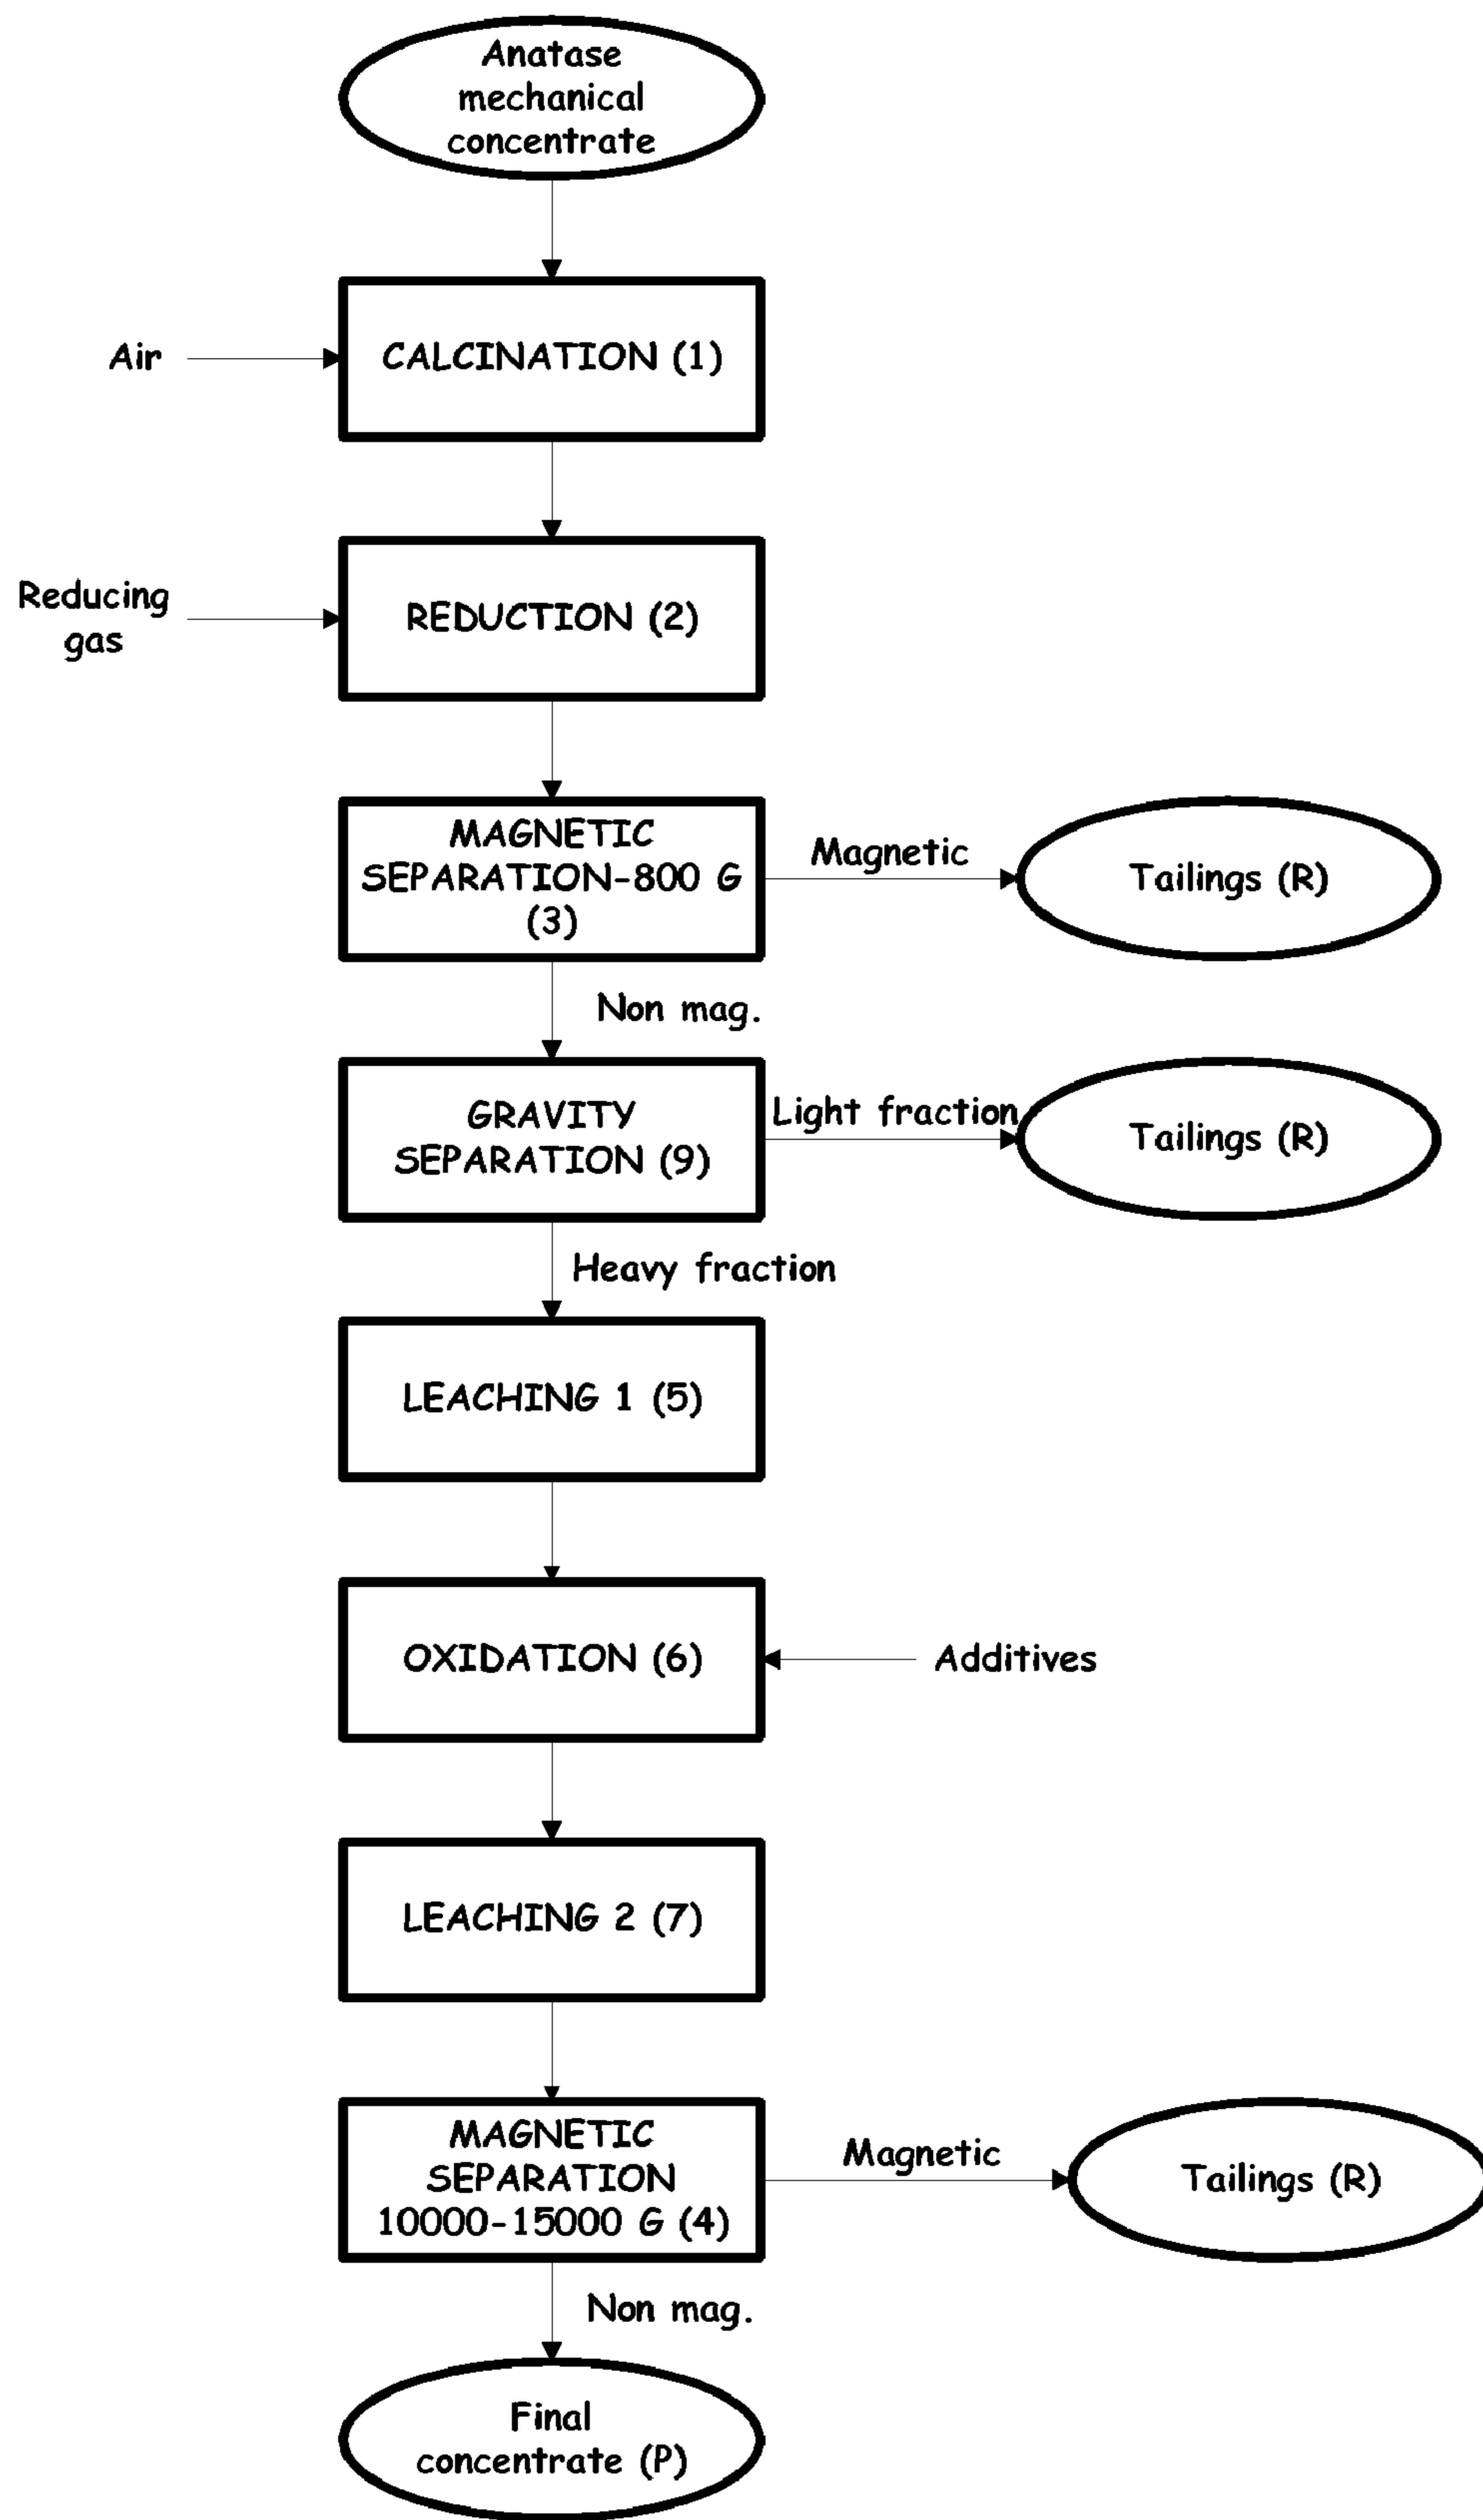 Anatase
mechanical
concentrate
Air
CALCINATION (1)
Reducing
gas
REDUCTION (2)
MAGNETIC
SEPARATION-800 G
(3)
Magnetic
Tailings (R)
Non mag.
GRAVITY
SEPARATION (9)
Light fraction
Tailings (R)
Heavy fraction
LEACHING 1 (5)
OXIDATION (6)
Additives
LEACHING 2 (7)
MAGNETIC
SEPARATION
10000-15000 G (4)
Magnetic
Tailings (R)
Non mag.
Final
concentrate (P)